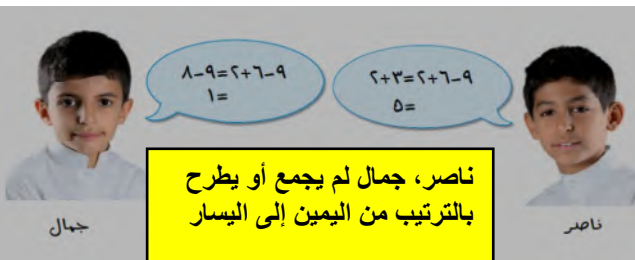 ٩-٦+٢=٣+٢
=٥
٩-٦+٢=٩-٨
=١
ناصر، جمال لم يجمع أو يطرح
بالترتيب من اليمين إلى اليسار
ناصر
جمال